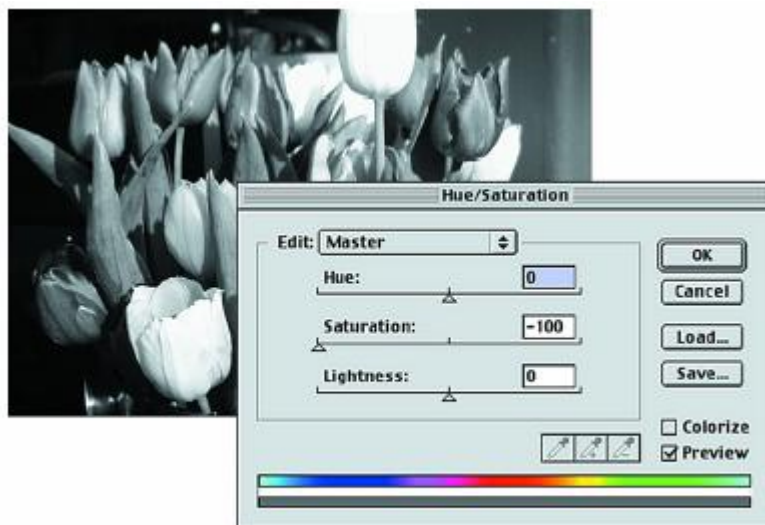 Hue/Saturation
Edit: Master
Hue: 0
Saturation: -100
Lightness: 0
OK
Cancel
Load...
Save...
Colorize
Preview